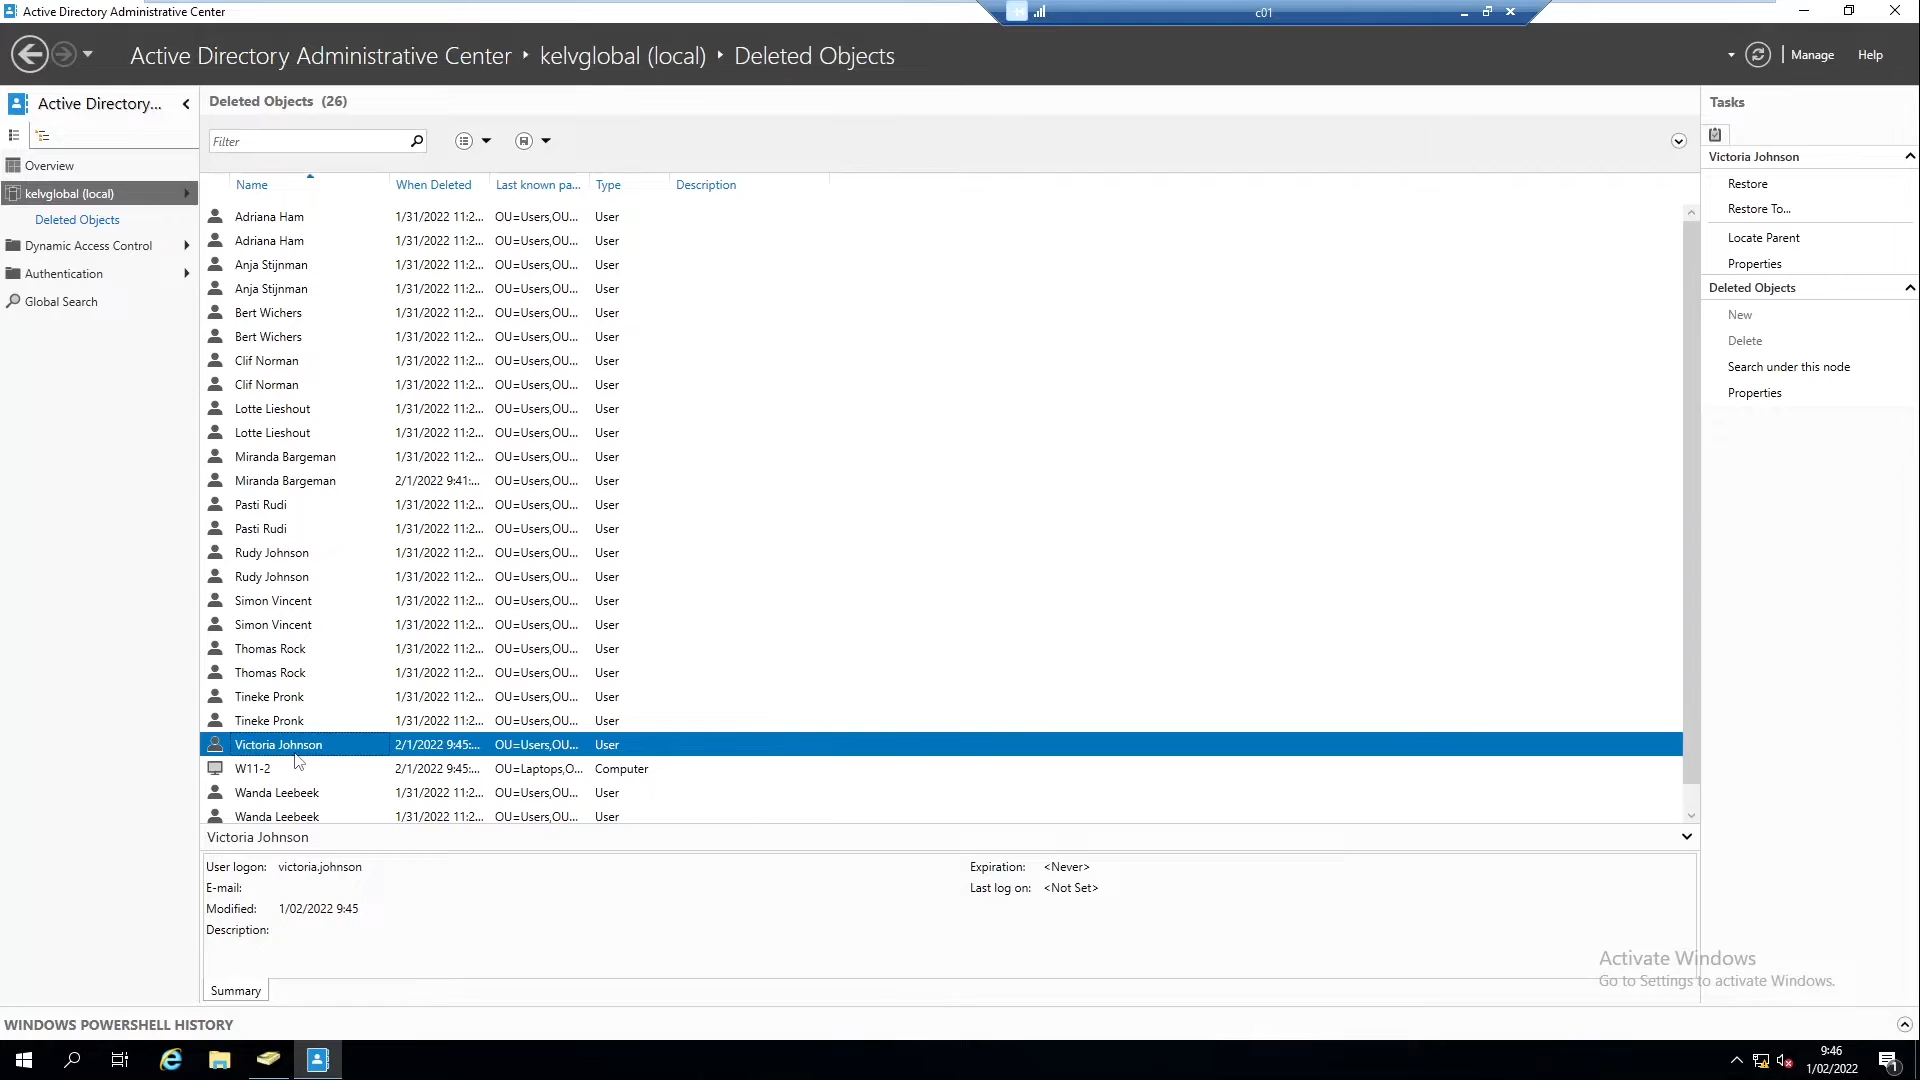 Active Directory Administrative Center
c01
Active Directory Administrative Center ‣ kelvglobal (local) ‣ Deleted Objects
Manage
Help
Active Directory...
Overview
kelvglobal (local)
Deleted Objects
Dynamic Access Control
Authentication
Global Search
Deleted Objects (26)
Filter
Name When Deleted Last known pa... Type Description
Adriana Ham 1/31/2022 11:2... OU=Users,OU... User
Adriana Ham 1/31/2022 11:2... OU=Users,OU... User
Anja Stijnman 1/31/2022 11:2... OU=Users,OU... User
Anja Stijnman 1/31/2022 11:2... OU=Users,OU... User
Bert Wichers 1/31/2022 11:2... OU=Users,OU... User
Bert Wichers 1/31/2022 11:2... OU=Users,OU... User
Clif Norman 1/31/2022 11:2... OU=Users,OU... User
Clif Norman 1/31/2022 11:2... OU=Users,OU... User
Lotte Lieshout 1/31/2022 11:2... OU=Users,OU... User
Lotte Lieshout 1/31/2022 11:2... OU=Users,OU... User
Miranda Bargeman 1/31/2022 11:2... OU=Users,OU... User
Miranda Bargeman 2/1/2022 9:41:... OU=Users,OU... User
Pasti Rudi 1/31/2022 11:2... OU=Users,OU... User
Pasti Rudi 1/31/2022 11:2... OU=Users,OU... User
Rudy Johnson 1/31/2022 11:2... OU=Users,OU... User
Rudy Johnson 1/31/2022 11:2... OU=Users,OU... User
Simon Vincent 1/31/2022 11:2... OU=Users,OU... User
Simon Vincent 1/31/2022 11:2... OU=Users,OU... User
Thomas Rock 1/31/2022 11:2... OU=Users,OU... User
Thomas Rock 1/31/2022 11:2... OU=Users,OU... User
Tineke Pronk 1/31/2022 11:2... OU=Users,OU... User
Tineke Pronk 1/31/2022 11:2... OU=Users,OU... User
Victoria Johnson 2/1/2022 9:45:... OU=Users,OU... User
W11-2 2/1/2022 9:45:... OU=Laptops,O... Computer
Wanda Leebeek 1/31/2022 11:2... OU=Users,OU... User
Wanda Leebeek 1/31/2022 11:2... OU=Users,OU... User
Victoria Johnson
User logon: victoria.johnson Expiration: <Never>
E-mail: Last log on: <Not Set>
Modified: 1/02/2022 9:45
Description:
Summary
Tasks
Victoria Johnson
Restore
Restore To...
Locate Parent
Properties
Deleted Objects
New
Delete
Search under this node
Properties
Activate Windows
Go to Settings to activate Windows.
WINDOWS POWERSHELL HISTORY
9:46
1/02/2022
1